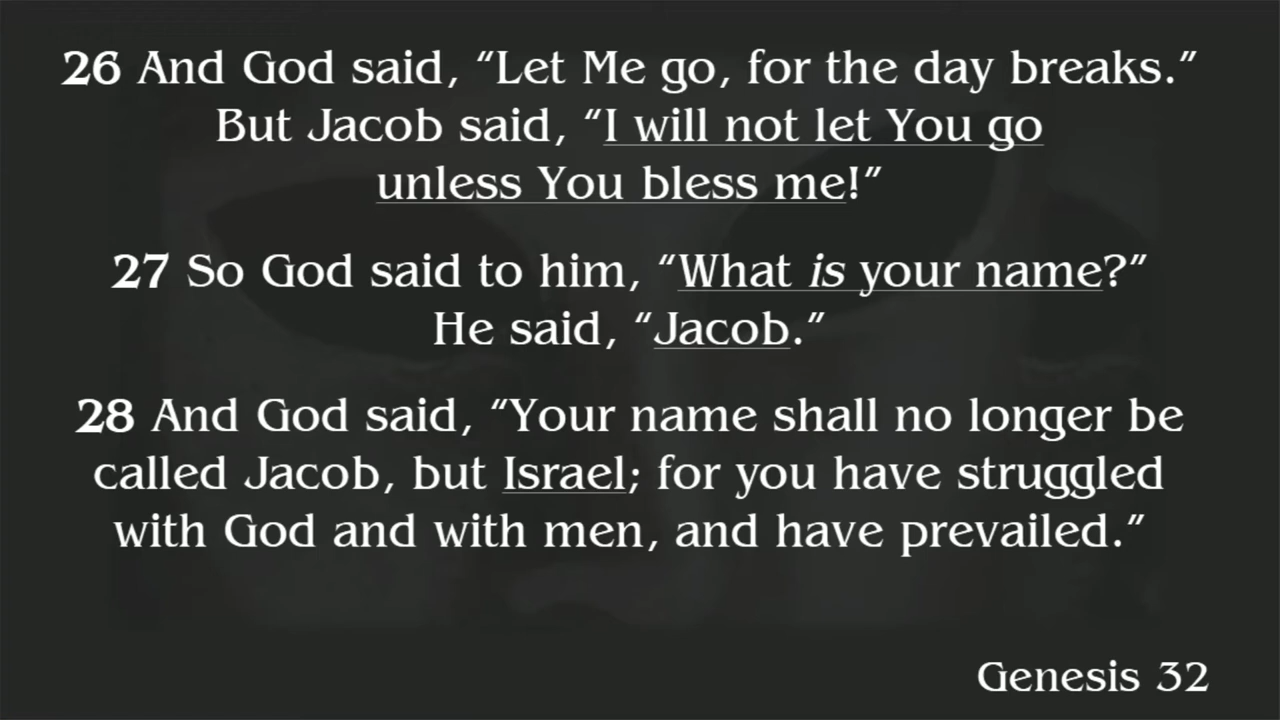 26 And God said, “Let Me go, for the day breaks.”
But Jacob said, “I will not let You go
unless You bless me!”
27 So God said to him, “What is your name?”
He said, “Jacob.”
28 And God said, “Your name shall no longer be
called Jacob, but Israel; for you have struggled
with God and with men, and have prevailed.”
Genesis 32